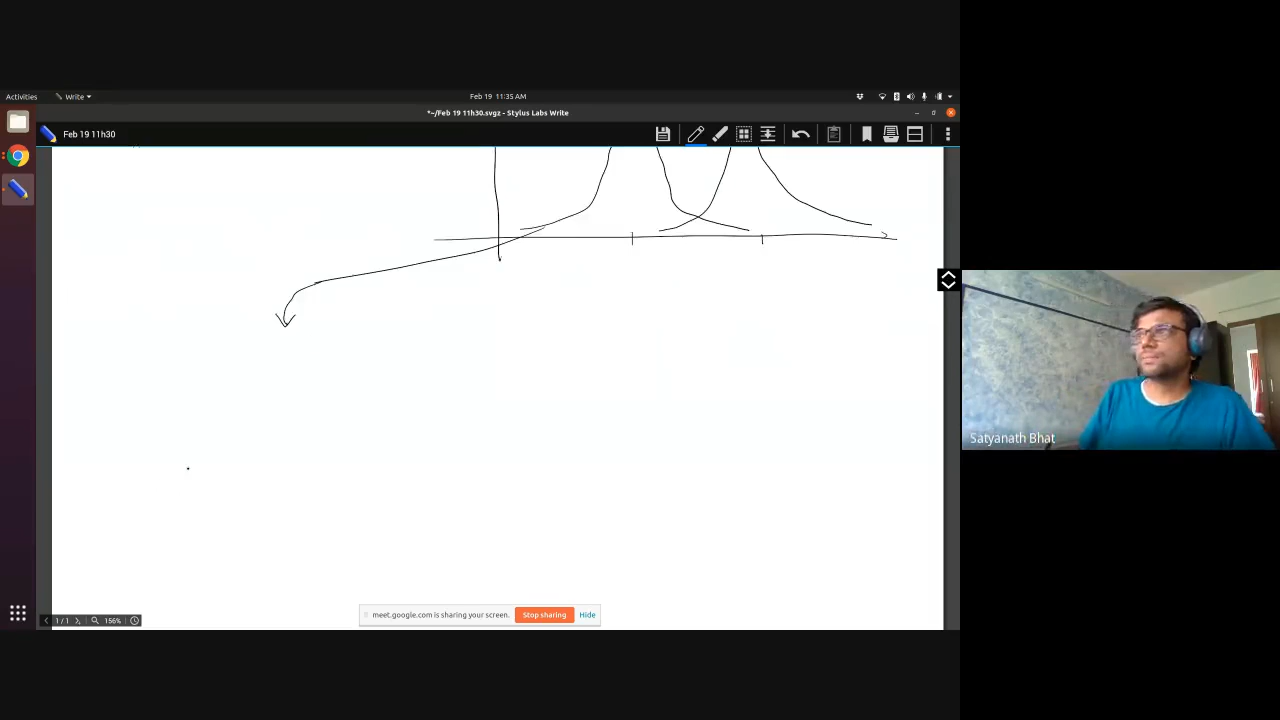 Activities
Write
Feb 19 11:35 AM
*~/Feb 19 11h30.svgz - Stylus Labs Write
Feb 19 11h30
Satyanath Bhat
meet.google.com is sharing your screen.
Stop sharing
Hide
1 / 1
156%